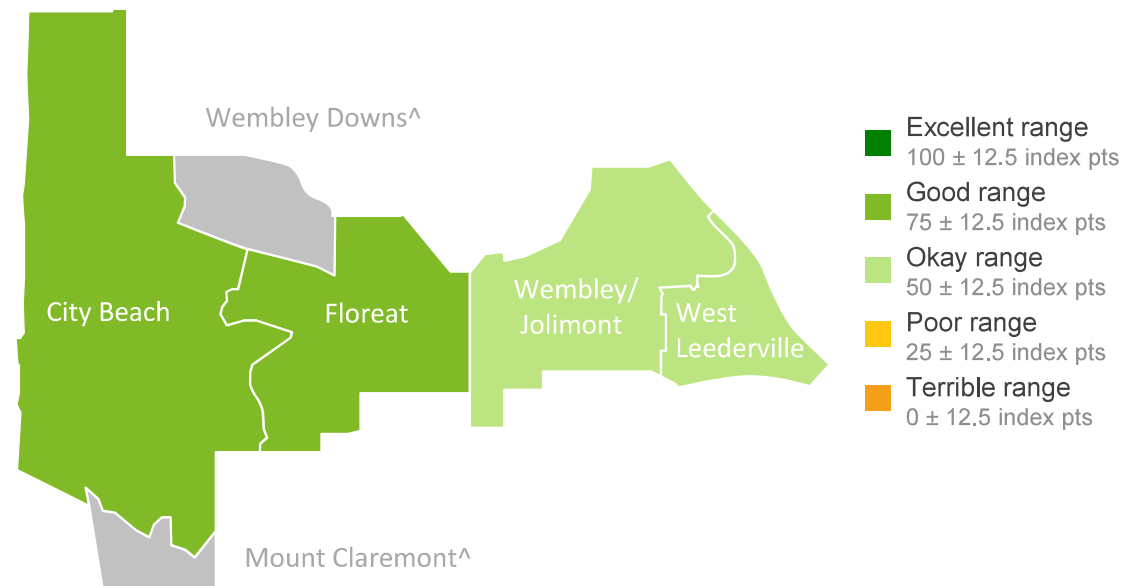 Wembley Downs^
City Beach
Floreat
Wembley/
Jolimont
West
Leederville
Mount Claremont^
Excellent range
100 ± 12.5 index pts
Good range
75 ± 12.5 index pts
Okay range
50 ± 12.5 index pts
Poor range
25 ± 12.5 index pts
Terrible range
0 ± 12.5 index pts